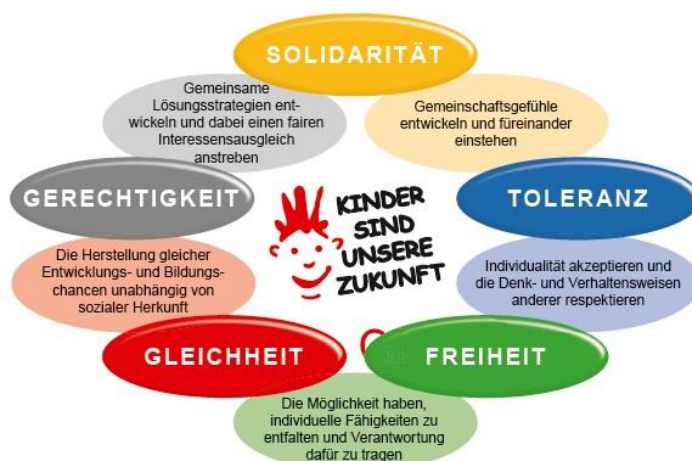 SOLIDARITÄT
Gemeinsame
Lösungsstrategien ent-
wickeln und dabei einen fairen
Interessensausgleich
anstreben
Gemeinschaftsgefühle
entwickeln und füreinander
einstehen
GERECHTIGKEIT
KINDER
SIND
UNSERE
ZUKUNFT
TOLERANZ
Die Herstellung gleicher
Entwicklungs- und Bildungs-
chancen unabhängig von
sozialer Herkunft
Individualität akzeptieren und
die Denk- und Verhaltensweisen
anderer respektieren
GLEICHHEIT
FREIHEIT
Die Möglichkeit haben,
individuelle Fähigkeiten zu
entfalten und Verantwortung
dafür zu tragen